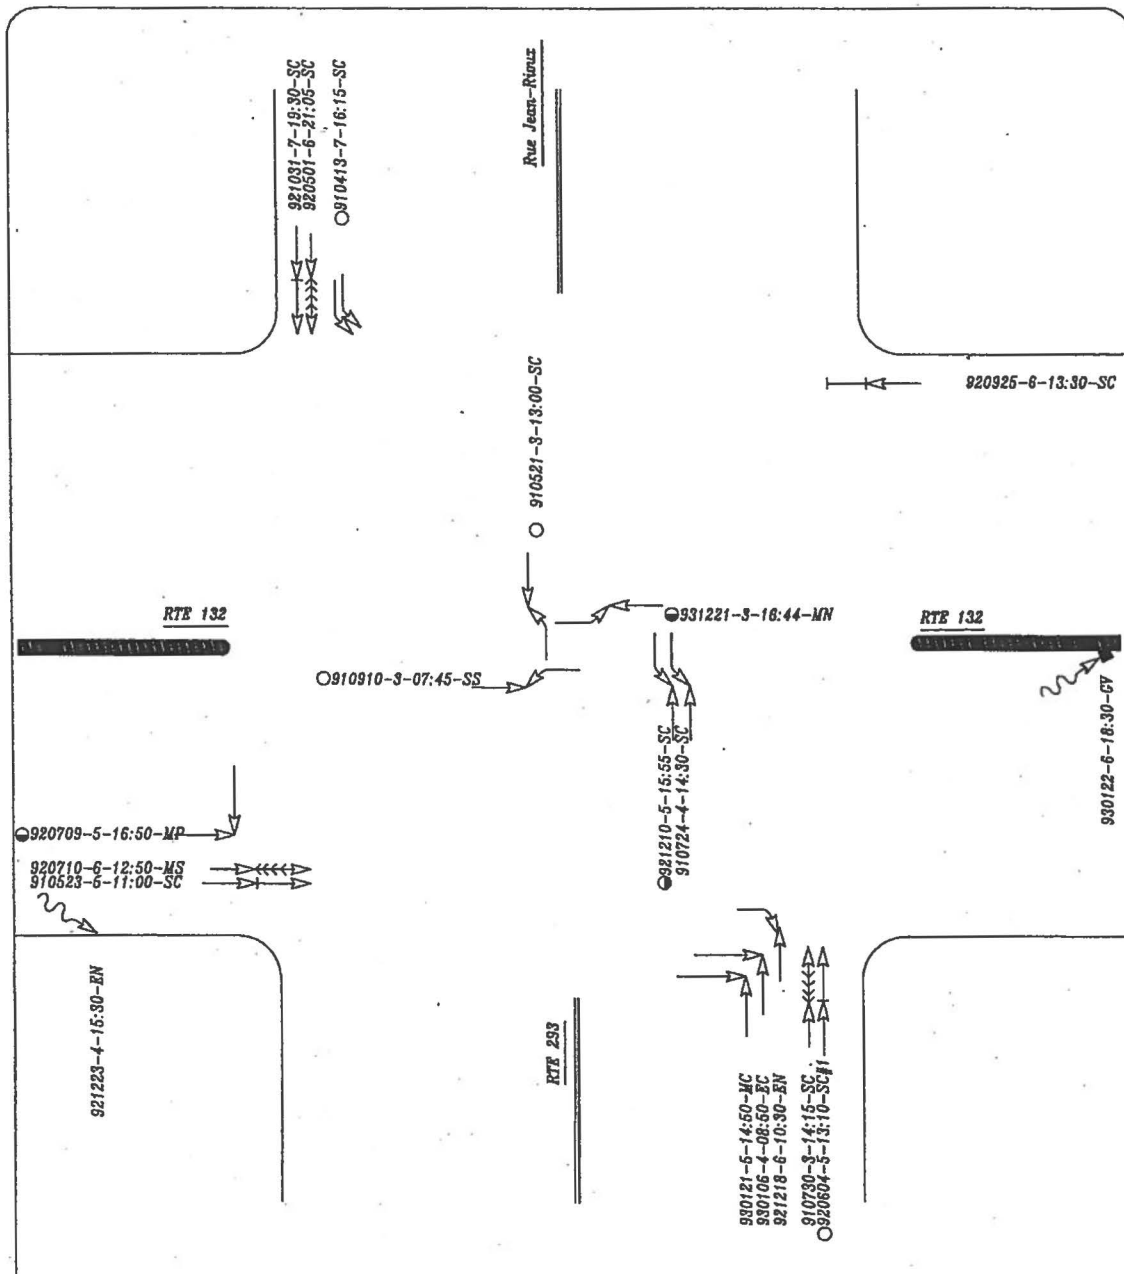 921031-7-19:30-SC
920501-6-21:05-SC
910413-7-16:15-SC
Rue Jean-Rioux
920925-6-13:30-SC
910521-3-13:00-SC
RTE 132
931221-3-16:44-MN
RTE 132
910910-3-07:45-SS
921210-5-15:55-SC
910724-4-14:30-SC
930122-6-18:30-GV
920709-5-16:50-MP
920710-6-12:50-MS
910523-5-11:00-SC
921223-4-15:30-EN
RTE 293
930121-5-14:50-MC
930106-4-08:50-EC
921218-6-10:30-EN
910730-3-14:15-SC
920604-5-13:10-SC#1